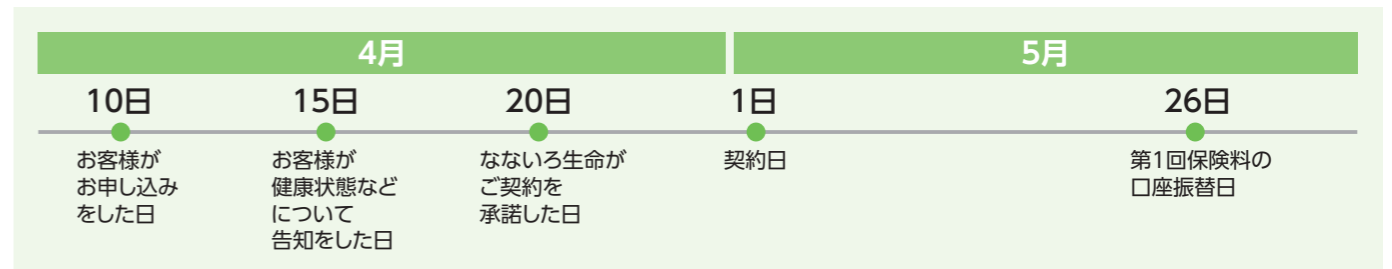 4月
5月
10日
15日
20日
1日
26日
お客様が
お申し込み
をした日
お客様が
健康状態など
について
告知をした日
なないろ生命が
ご契約を
承諾した日
契約日
第1回保険料の
口座振替日